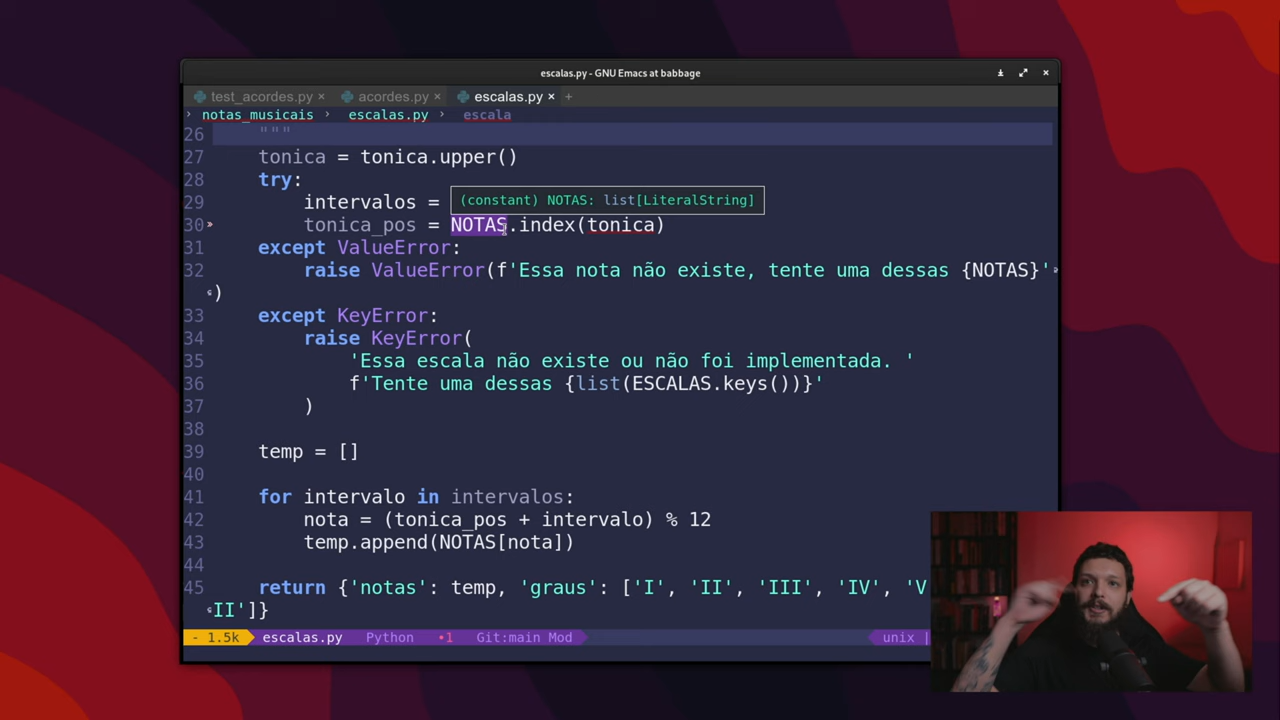 escalas.py - GNU Emacs at babbage
test_acordes.py × acordes.py × escalas.py × +
› notas_musicais › escalas.py › escala
26 """
27 tonica = tonica.upper()
28 try:
(constant) NOTAS: list[LiteralString]
29 intervalos =
30 tonica_pos = NOTAS.index(tonica)
31 except ValueError:
32 raise ValueError(f'Essa nota não existe, tente uma dessas {NOTAS}'
)
33 except KeyError:
34 raise KeyError(
35 'Essa escala não existe ou não foi implementada. '
36 f'Tente uma dessas {list(ESCALAS.keys())}'
37 )
38
39 temp = []
40
41 for intervalo in intervalos:
42 nota = (tonica_pos + intervalo) % 12
43 temp.append(NOTAS[nota])
44
45 return {'notas': temp, 'graus': ['I', 'II', 'III', 'IV', 'V
II']}
- 1.5k escalas.py Python •1 Git:main Mod unix |